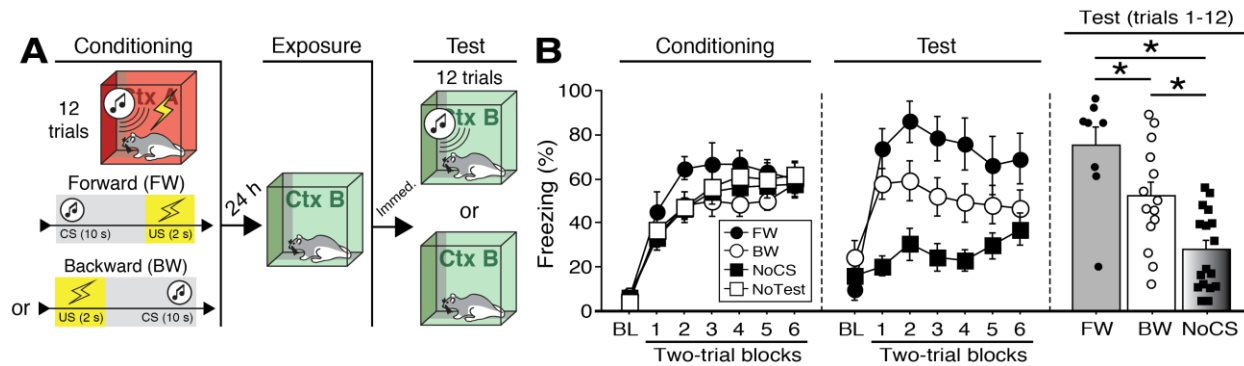 A
Conditioning
Exposure
Test
12
trials
Ctx A
Forward (FW)
CS (10 s)
US (2 s)
Backward (BW)
or
US (2 s)
CS (10 s)
24 h
Ctx B
Immed.
12 trials
Ctx B
or
Ctx B
B
Conditioning
Test
Test (trials 1-12)
*
*
*
Freezing (%)
100
80
60
40
20
0
FW
BW
NoCS
NoTest
BL 1 2 3 4 5 6
Two-trial blocks
BL 1 2 3 4 5 6
Two-trial blocks
FW BW NoCS